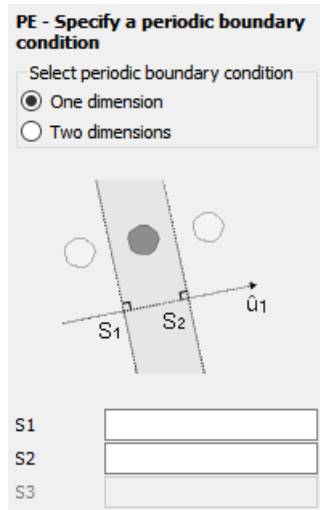 PE - Specify a periodic boundary
condition
Select periodic boundary condition
One dimension
Two dimensions
S1
S2
û1
S1
S2
S3